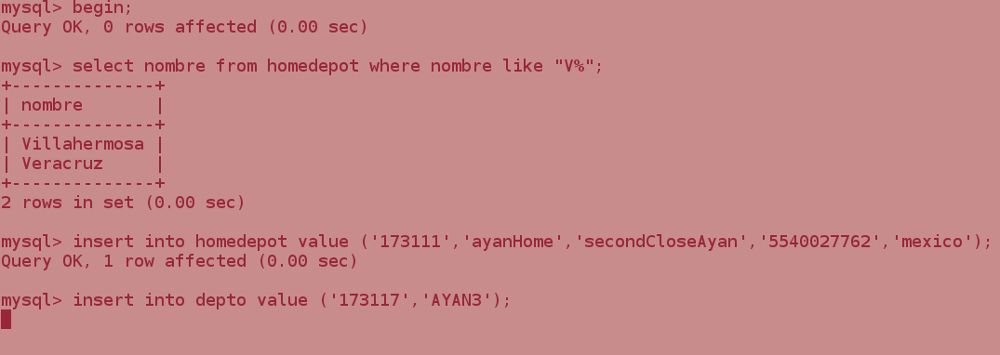 mysql> begin;
Query OK, 0 rows affected (0.00 sec)
mysql> select nombre from homedepot where nombre like "V%";
+--------------+
| nombre       |
+--------------+
| Villahermosa |
| Veracruz     |
+--------------+
2 rows in set (0.00 sec)
mysql> insert into homedepot value ('173111','ayanHome','secondCloseAyan','5540027762','mexico');
Query OK, 1 row affected (0.00 sec)
mysql> insert into depto value ('173117','AYAN3');